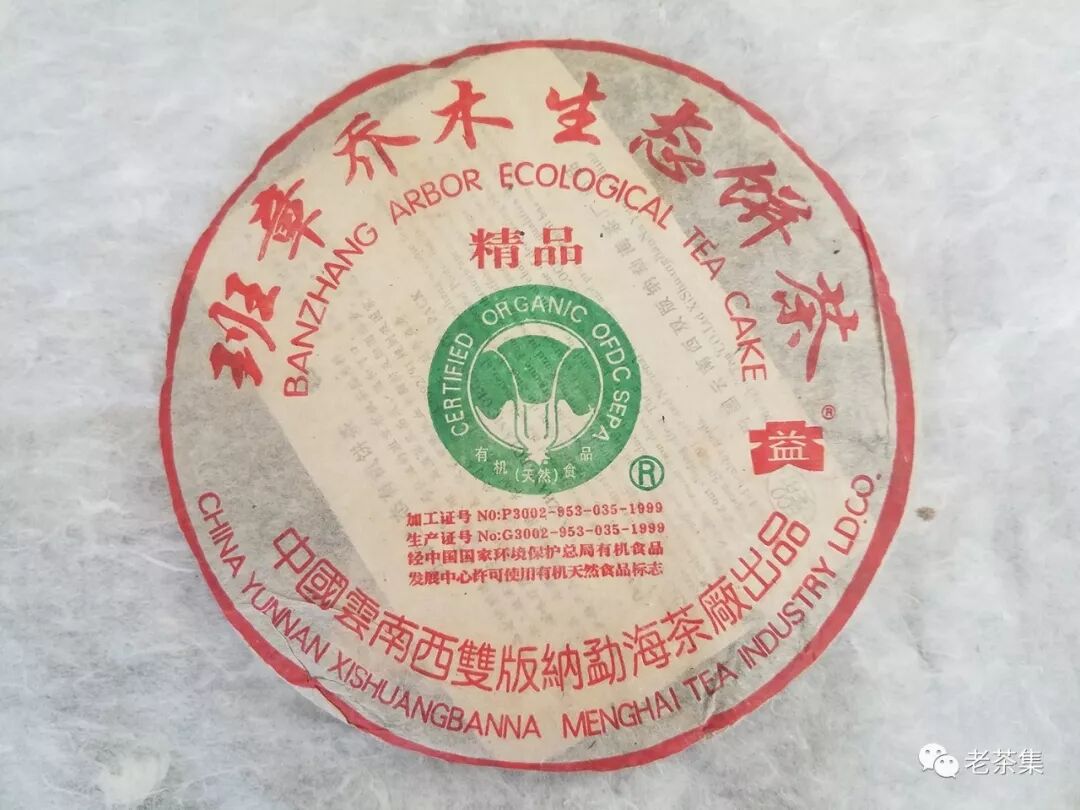 班章乔木生态饼茶
BANZHANG ARBOR ECOLOGICAL TEA CAKE
精品
CERTIFIED ORGANIC OFDC SEPA
有机(天然)食品
®
益
®
加工证号 NO:P3002-953-035-1999
生产证号 No:G3002-953-035-1999
经中国国家环境保护总局有机食品
发展中心许可使用有机天然食品标志
中國雲南西雙版納勐海茶廠出品
CHINA YUNNAN XISHUANGBANNA MENGHAI TEA INDUSTRY LD.CO.
老茶集